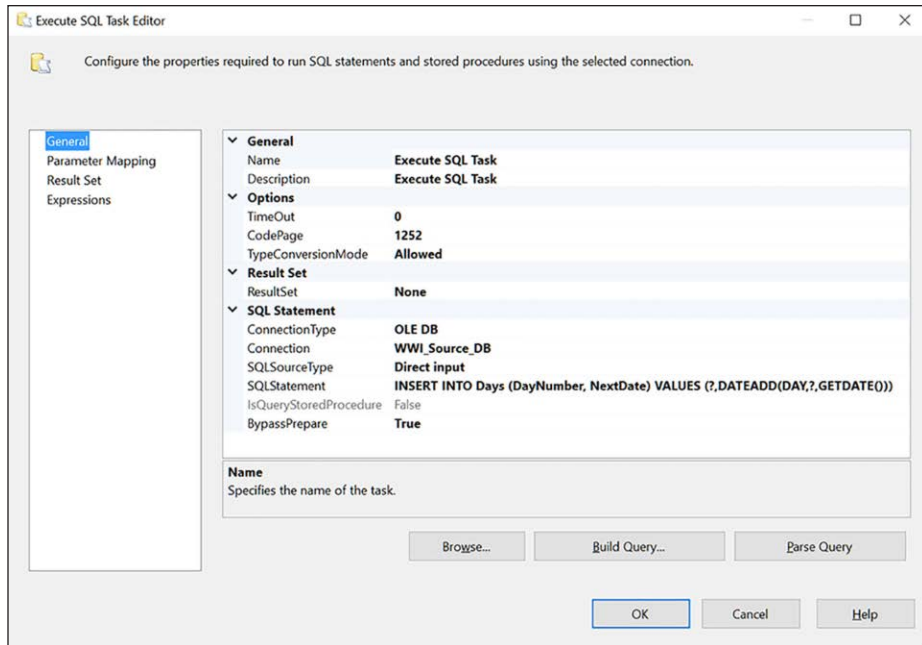 Execute SQL Task Editor
Configure the properties required to run SQL statements and stored procedures using the selected connection.
General
Parameter Mapping
Result Set
Expressions
General
Name Execute SQL Task
Description Execute SQL Task
Options
TimeOut 0
CodePage 1252
TypeConversionMode Allowed
Result Set
ResultSet None
SQL Statement
ConnectionType OLE DB
Connection WWI_Source_DB
SQLSourceType Direct input
SQLStatement INSERT INTO Days (DayNumber, NextDate) VALUES (?,DATEADD(DAY,?,GETDATE()))
IsQueryStoredProcedure False
BypassPrepare True
Name
Specifies the name of the task.
Browse... Build Query... Parse Query
OK Cancel Help